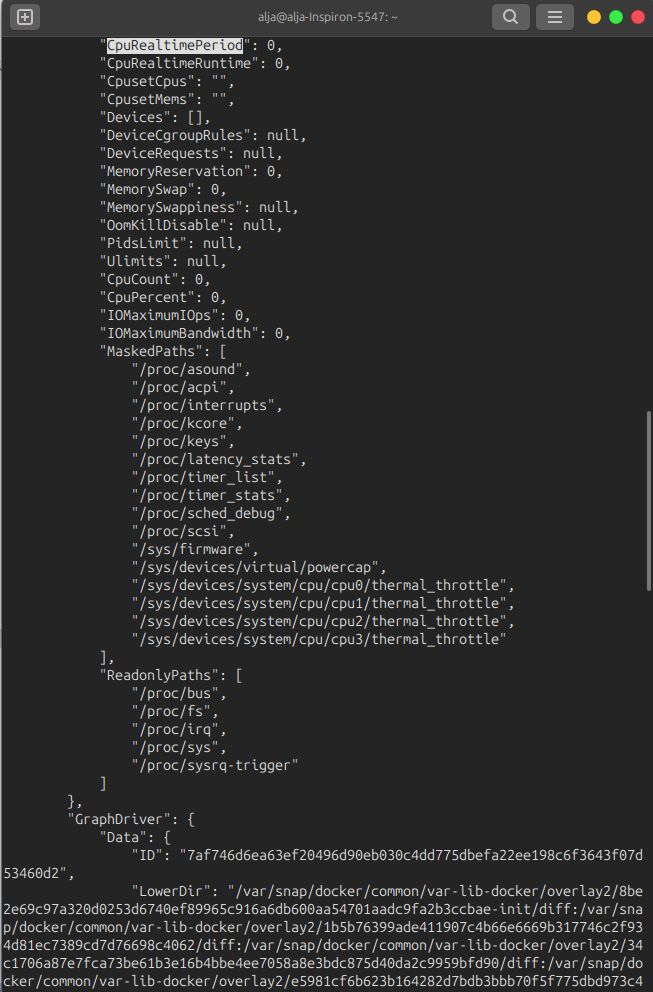 alja@alja-Inspiron-5547: ~
"CpuRealtimePeriod": 0,
"CpuRealtimeRuntime": 0,
"CpusetCpus": "",
"CpusetMems": "",
"Devices": [],
"DeviceCgroupRules": null,
"DeviceRequests": null,
"MemoryReservation": 0,
"MemorySwap": 0,
"MemorySwappiness": null,
"OomKillDisable": null,
"PidsLimit": null,
"Ulimits": null,
"CpuCount": 0,
"CpuPercent": 0,
"IOMaximumIOps": 0,
"IOMaximumBandwidth": 0,
"MaskedPaths": [
"/proc/asound",
"/proc/acpi",
"/proc/interrupts",
"/proc/kcore",
"/proc/keys",
"/proc/latency_stats",
"/proc/timer_list",
"/proc/timer_stats",
"/proc/sched_debug",
"/proc/scsi",
"/sys/firmware",
"/sys/devices/virtual/powercap",
"/sys/devices/system/cpu/cpu0/thermal_throttle",
"/sys/devices/system/cpu/cpu1/thermal_throttle",
"/sys/devices/system/cpu/cpu2/thermal_throttle",
"/sys/devices/system/cpu/cpu3/thermal_throttle"
],
"ReadonlyPaths": [
"/proc/bus",
"/proc/fs",
"/proc/irq",
"/proc/sys",
"/proc/sysrq-trigger"
]
},
"GraphDriver": {
"Data": {
"ID": "7af746d6ea63ef20496d90eb030c4dd775dbefa22ee198c6f3643f07d
53460d2",
"LowerDir": "/var/snap/docker/common/var-lib-docker/overlay2/8be
2e69c97a320d0253d6740ef89965c916a6db600aa54701aadc9fa2b3ccbae-init/diff:/var/sna
p/docker/common/var-lib-docker/overlay2/1b5b76399ade411907c4b66e6669b317746c2f93
4d81ec7389cd7d76698c4062/diff:/var/snap/docker/common/var-lib-docker/overlay2/34
c1706a87e7fca73be61b3e16b4bbe4ee7058a8e3bdc875d40da2c9959bfd90/diff:/var/snap/do
cker/common/var-lib-docker/overlay2/e5981cf6b623b164282d7bdb3bbb70f5f775dbd973c4